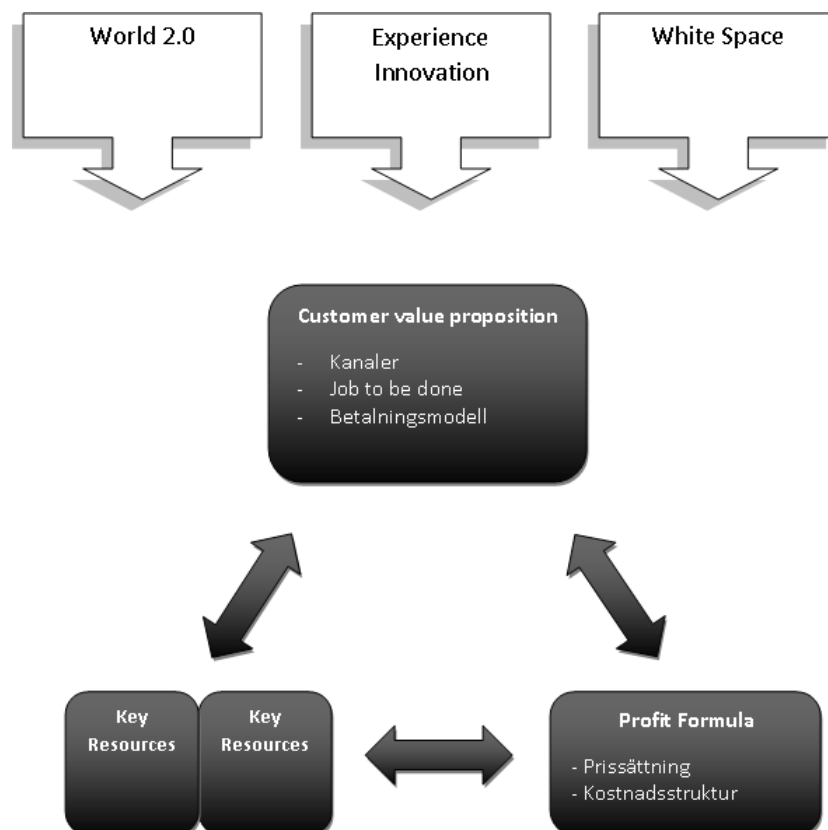 World 2.0
Experience
Innovation
White Space
Customer value proposition
- Kanaler
- Job to be done
- Betalningsmodell
Key
Resources
Key
Resources
Profit Formula
- Prissättning
- Kostnadsstruktur